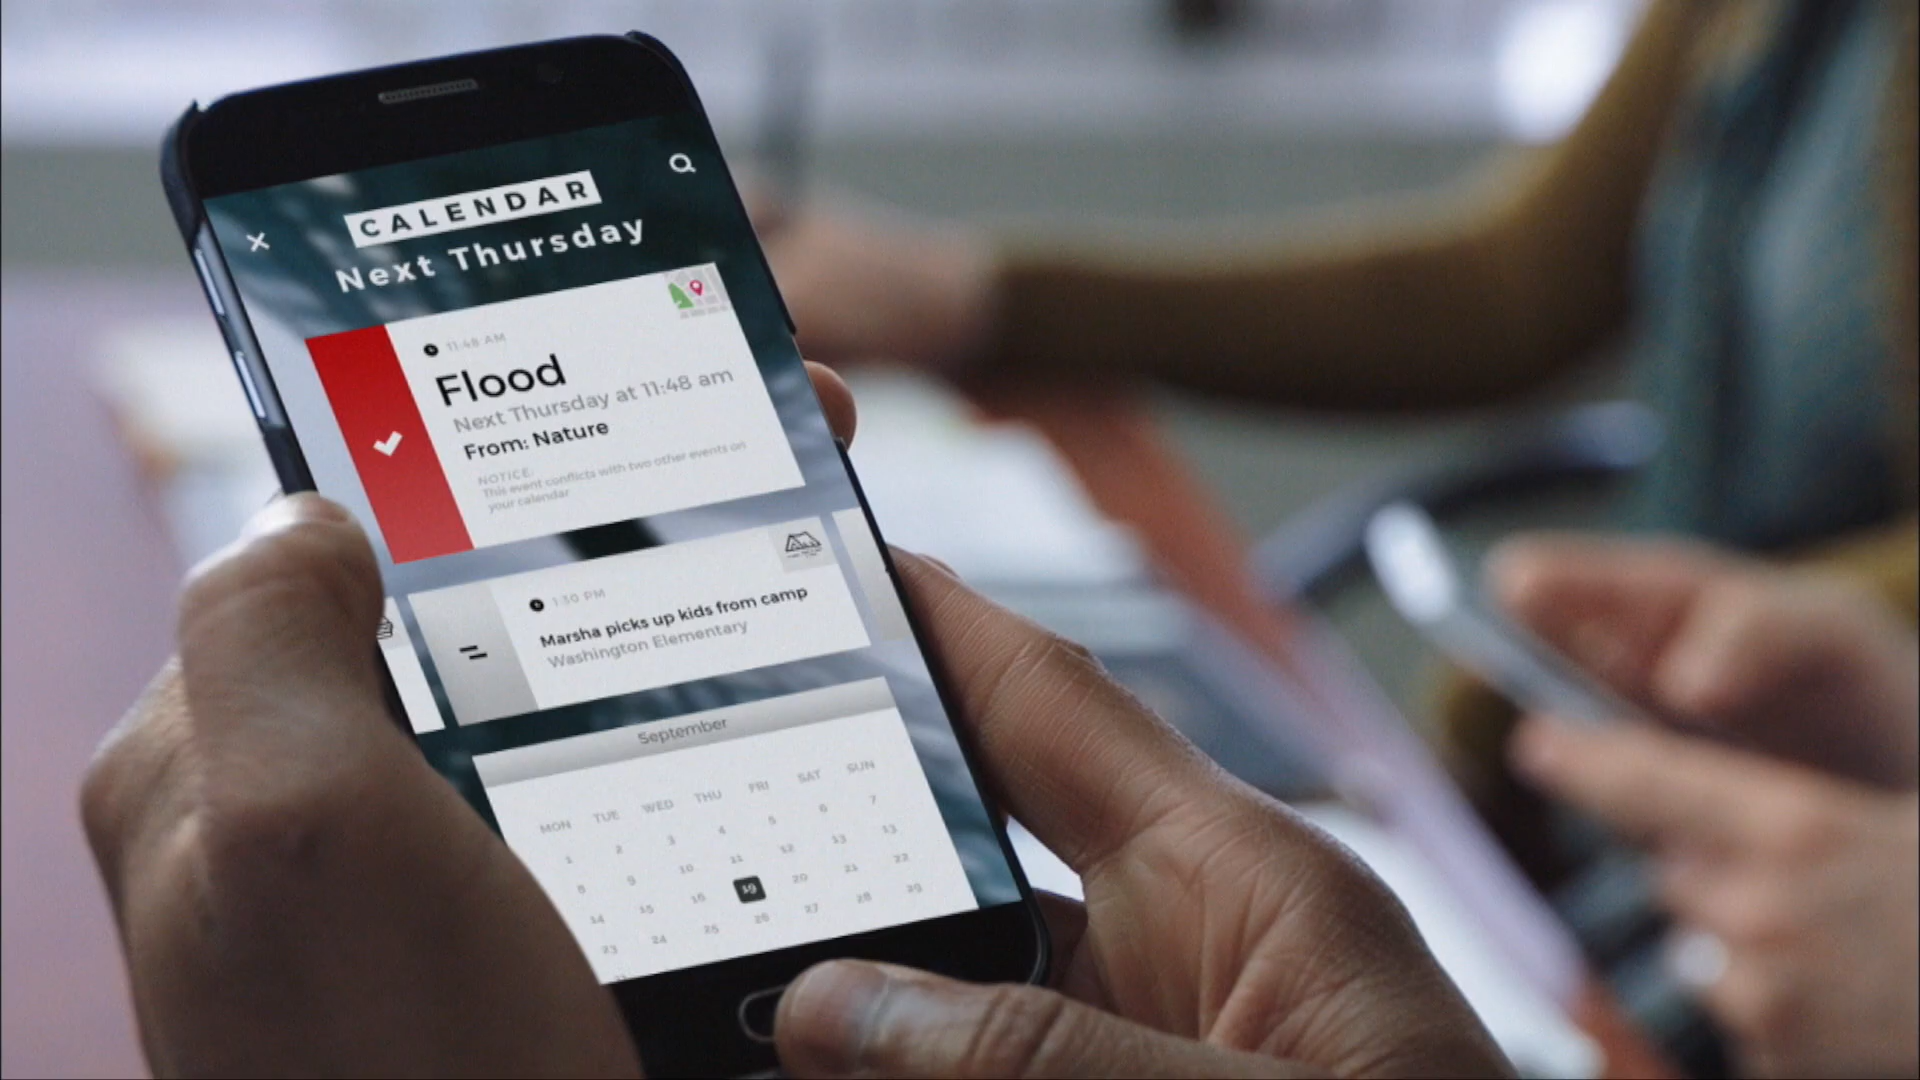 CALENDAR
Next Thursday
11:48 AM
Flood
Next Thursday at 11:48 am
From: Nature
NOTICE:
This event conflicts with two other events on
your calendar
1:30 PM
Marsha picks up kids from camp
Washington Elementary
September
MON TUE WED THU FRI SAT SUN
1 2 3 4 5 6 7
8 9 10 11 12 13 13
14 15 16 19 20 21 22
23 24 25 26 27 28 29